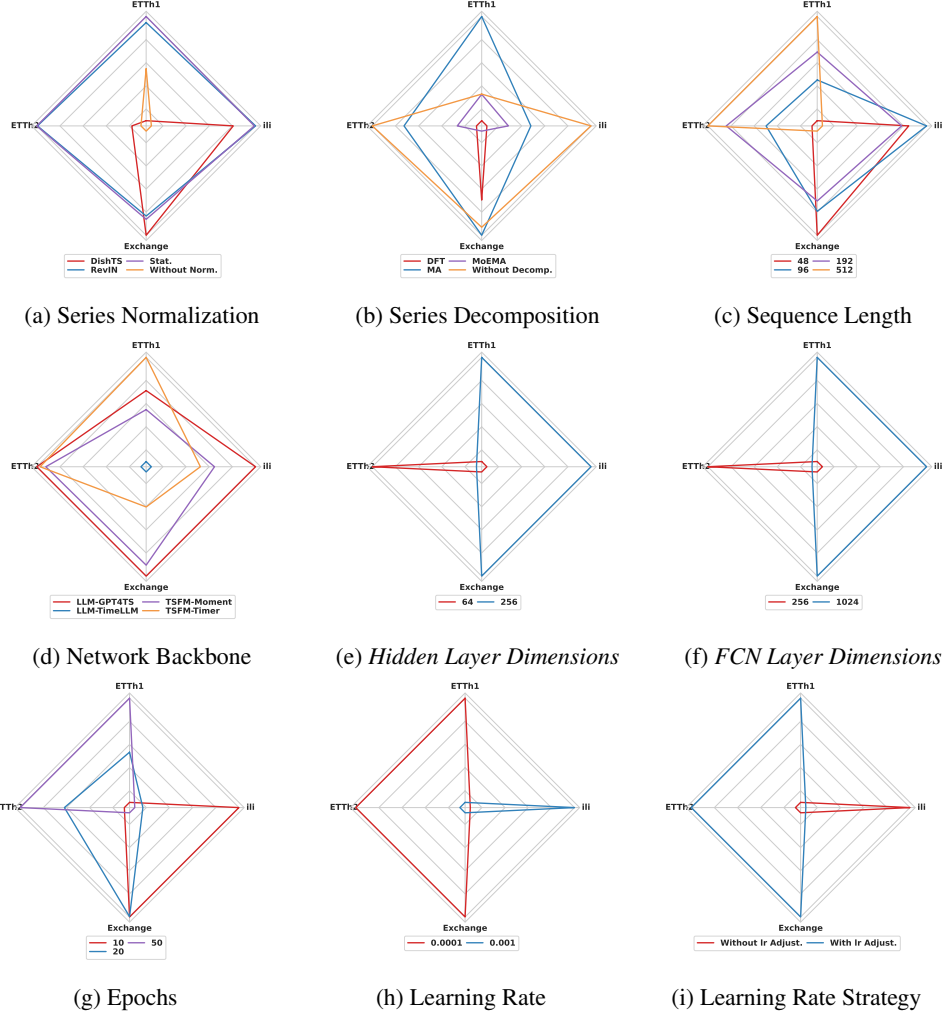 ETTh1 ETTh1 ETTh1
ETTh2 ili ETTh2 ili ETTh2 ili
Exchange Exchange Exchange
DishTS Stat. DFT MoEMA 48 192
RevIN Without Norm. MA Without Decomp. 96 512
(a) Series Normalization (b) Series Decomposition (c) Sequence Length
ETTh1 ETTh1 ETTh1
ETTh2 ili ETTh2 ili ETTh2 ili
Exchange Exchange Exchange
LLM-GPT4TS TSFM-Moment 64 256 256 1024
LLM-TimeLLM TSFM-Timer
(d) Network Backbone (e) Hidden Layer Dimensions (f) FCN Layer Dimensions
ETTh1 ETTh1 ETTh1
TTh2 ili ETTh2 ili ETTh2 ili
Exchange Exchange Exchange
10 50 0.0001 0.001 Without lr Adjust. With lr Adjust.
20
(g) Epochs (h) Learning Rate (i) Learning Rate Strategy